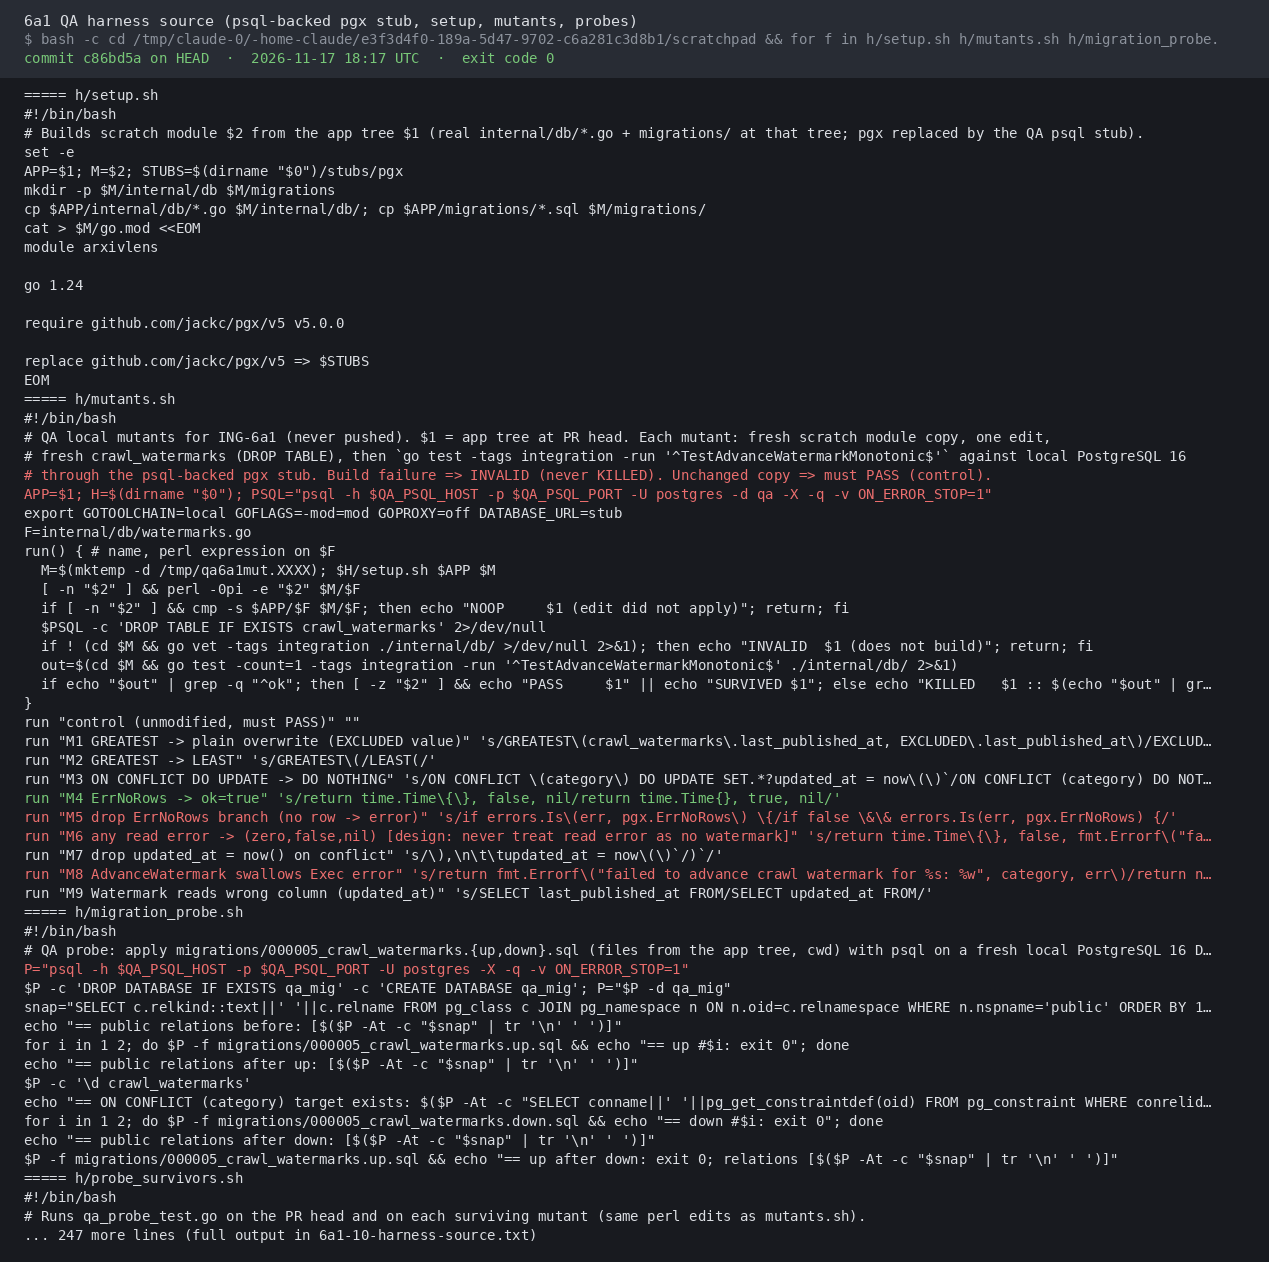 6a1 QA harness source (psql-backed pgx stub, setup, mutants, probes)
$ bash -c cd /tmp/claude-0/-home-claude/e3f3d4f0-189a-5d47-9702-c6a281c3d8b1/scratchpad && for f in h/setup.sh h/mutants.sh h/migration_probe.
commit c86bd5a on HEAD  ·  2026-11-17 18:17 UTC  ·  exit code 0
===== h/setup.sh
#!/bin/bash
# Builds scratch module $2 from the app tree $1 (real internal/db/*.go + migrations/ at that tree; pgx replaced by the QA psql stub).
set -e
APP=$1; M=$2; STUBS=$(dirname "$0")/stubs/pgx
mkdir -p $M/internal/db $M/migrations
cp $APP/internal/db/*.go $M/internal/db/; cp $APP/migrations/*.sql $M/migrations/
cat > $M/go.mod <<EOM
module arxivlens
go 1.24
require github.com/jackc/pgx/v5 v5.0.0
replace github.com/jackc/pgx/v5 => $STUBS
EOM
===== h/mutants.sh
#!/bin/bash
# QA local mutants for ING-6a1 (never pushed). $1 = app tree at PR head. Each mutant: fresh scratch module copy, one edit,
# fresh crawl_watermarks (DROP TABLE), then `go test -tags integration -run '^TestAdvanceWatermarkMonotonic$'` against local PostgreSQL 16
# through the psql-backed pgx stub. Build failure => INVALID (never KILLED). Unchanged copy => must PASS (control).
APP=$1; H=$(dirname "$0"); PSQL="psql -h $QA_PSQL_HOST -p $QA_PSQL_PORT -U postgres -d qa -X -q -v ON_ERROR_STOP=1"
export GOTOOLCHAIN=local GOFLAGS=-mod=mod GOPROXY=off DATABASE_URL=stub
F=internal/db/watermarks.go
run() { # name, perl expression on $F
  M=$(mktemp -d /tmp/qa6a1mut.XXXX); $H/setup.sh $APP $M
  [ -n "$2" ] && perl -0pi -e "$2" $M/$F
  if [ -n "$2" ] && cmp -s $APP/$F $M/$F; then echo "NOOP     $1 (edit did not apply)"; return; fi
  $PSQL -c 'DROP TABLE IF EXISTS crawl_watermarks' 2>/dev/null
  if ! (cd $M && go vet -tags integration ./internal/db/ >/dev/null 2>&1); then echo "INVALID  $1 (does not build)"; return; fi
  out=$(cd $M && go test -count=1 -tags integration -run '^TestAdvanceWatermarkMonotonic$' ./internal/db/ 2>&1)
  if echo "$out" | grep -q "^ok"; then [ -z "$2" ] && echo "PASS     $1" || echo "SURVIVED $1"; else echo "KILLED   $1 :: $(echo "$out" | gr…
}
run "control (unmodified, must PASS)" ""
run "M1 GREATEST -> plain overwrite (EXCLUDED value)" 's/GREATEST\(crawl_watermarks\.last_published_at, EXCLUDED\.last_published_at\)/EXCLUD…
run "M2 GREATEST -> LEAST" 's/GREATEST\(/LEAST(/'
run "M3 ON CONFLICT DO UPDATE -> DO NOTHING" 's/ON CONFLICT \(category\) DO UPDATE SET.*?updated_at = now\(\)`/ON CONFLICT (category) DO NOT…
run "M4 ErrNoRows -> ok=true" 's/return time.Time\{\}, false, nil/return time.Time{}, true, nil/'
run "M5 drop ErrNoRows branch (no row -> error)" 's/if errors.Is\(err, pgx.ErrNoRows\) \{/if false \&\& errors.Is(err, pgx.ErrNoRows) {/'
run "M6 any read error -> (zero,false,nil) [design: never treat read error as no watermark]" 's/return time.Time\{\}, false, fmt.Errorf\("fa…
run "M7 drop updated_at = now() on conflict" 's/\),\n\t\tupdated_at = now\(\)`/)`/'
run "M8 AdvanceWatermark swallows Exec error" 's/return fmt.Errorf\("failed to advance crawl watermark for %s: %w", category, err\)/return n…
run "M9 Watermark reads wrong column (updated_at)" 's/SELECT last_published_at FROM/SELECT updated_at FROM/'
===== h/migration_probe.sh
#!/bin/bash
# QA probe: apply migrations/000005_crawl_watermarks.{up,down}.sql (files from the app tree, cwd) with psql on a fresh local PostgreSQL 16 D…
P="psql -h $QA_PSQL_HOST -p $QA_PSQL_PORT -U postgres -X -q -v ON_ERROR_STOP=1"
$P -c 'DROP DATABASE IF EXISTS qa_mig' -c 'CREATE DATABASE qa_mig'; P="$P -d qa_mig"
snap="SELECT c.relkind::text||' '||c.relname FROM pg_class c JOIN pg_namespace n ON n.oid=c.relnamespace WHERE n.nspname='public' ORDER BY 1…
echo "== public relations before: [$($P -At -c "$snap" | tr '\n' ' ')]"
for i in 1 2; do $P -f migrations/000005_crawl_watermarks.up.sql && echo "== up #$i: exit 0"; done
echo "== public relations after up: [$($P -At -c "$snap" | tr '\n' ' ')]"
$P -c '\d crawl_watermarks'
echo "== ON CONFLICT (category) target exists: $($P -At -c "SELECT conname||' '||pg_get_constraintdef(oid) FROM pg_constraint WHERE conrelid…
for i in 1 2; do $P -f migrations/000005_crawl_watermarks.down.sql && echo "== down #$i: exit 0"; done
echo "== public relations after down: [$($P -At -c "$snap" | tr '\n' ' ')]"
$P -f migrations/000005_crawl_watermarks.up.sql && echo "== up after down: exit 0; relations [$($P -At -c "$snap" | tr '\n' ' ')]"
===== h/probe_survivors.sh
#!/bin/bash
# Runs qa_probe_test.go on the PR head and on each surviving mutant (same perl edits as mutants.sh).
... 247 more lines (full output in 6a1-10-harness-source.txt)